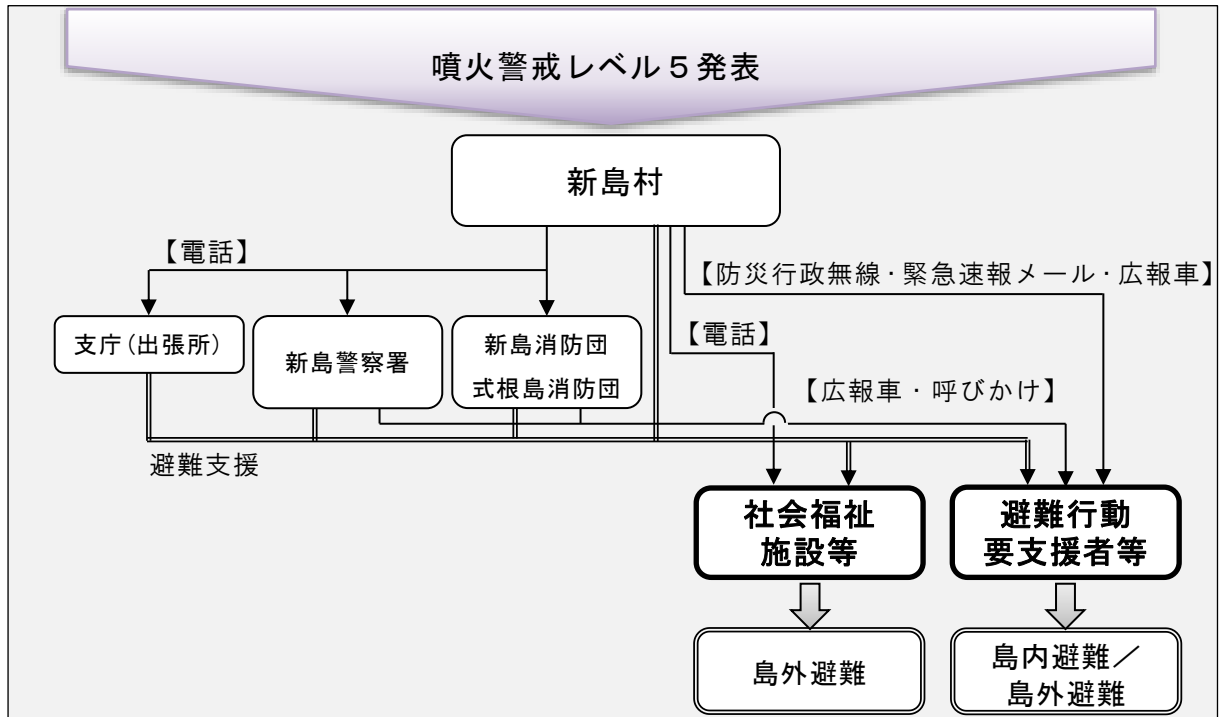 噴火警戒レベル５発表
新島村
【電話】
【防災行政無線・緊急速報メール・広報車】
支庁(出張所)
新島警察署
新島消防団
式根島消防団
【電話】
【広報車・呼びかけ】
避難支援
社会福祉
施設等
避難行動
要支援者等
島外避難
島内避難／
島外避難